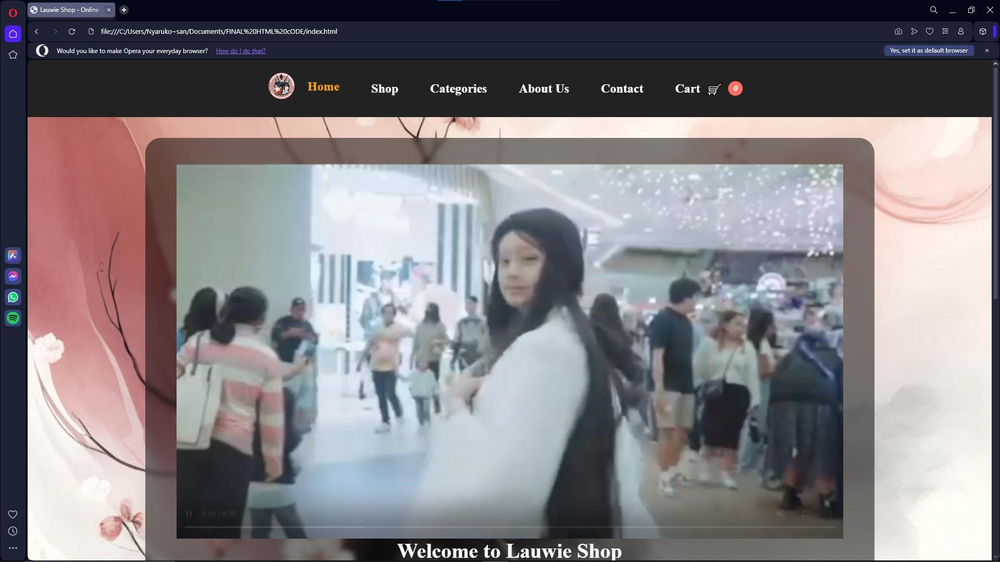 Lauwie Shop - Online
file:///C:/Users/Nyaruko~san/Documents/FINAL%20HTML%20cODE/index.html
Would you like to make Opera your everyday browser? How do I do that? Yes, set it as default browser
Home Shop Categories About Us Contact Cart 0
0:10 / 0:38
Welcome to Lauwie Shop